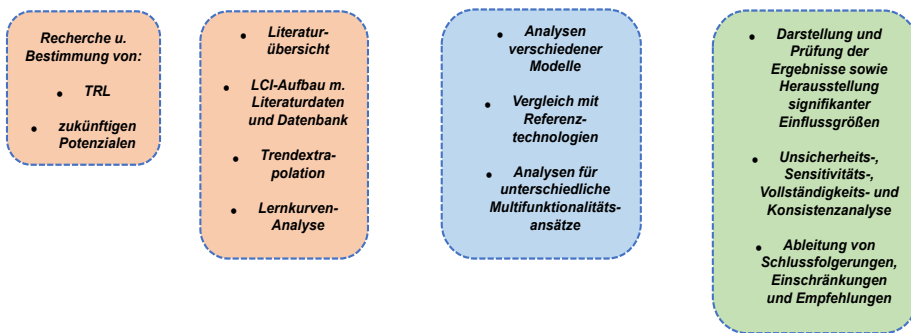 Recherche u.
Bestimmung von:
• TRL
• zukünftigen
Potenzialen
• Literatur-
übersicht
• LCI-Aufbau m.
Literaturdaten
und Datenbank
• Trendextra-
polation
• Lernkurven-
Analyse
• Analysen
verschiedener
Modelle
• Vergleich mit
Referenz-
technologien
• Analysen für
unterschiedliche
Multifunktionalitäts-
ansätze
• Darstellung und
Prüfung der
Ergebnisse sowie
Herausstellung
signifikanter
Einflussgrößen
• Unsicherheits-,
Sensitivitäts-,
Vollständigkeits- und
Konsistenzanalyse
• Ableitung von
Schlussfolgerungen,
Einschränkungen
und Empfehlungen